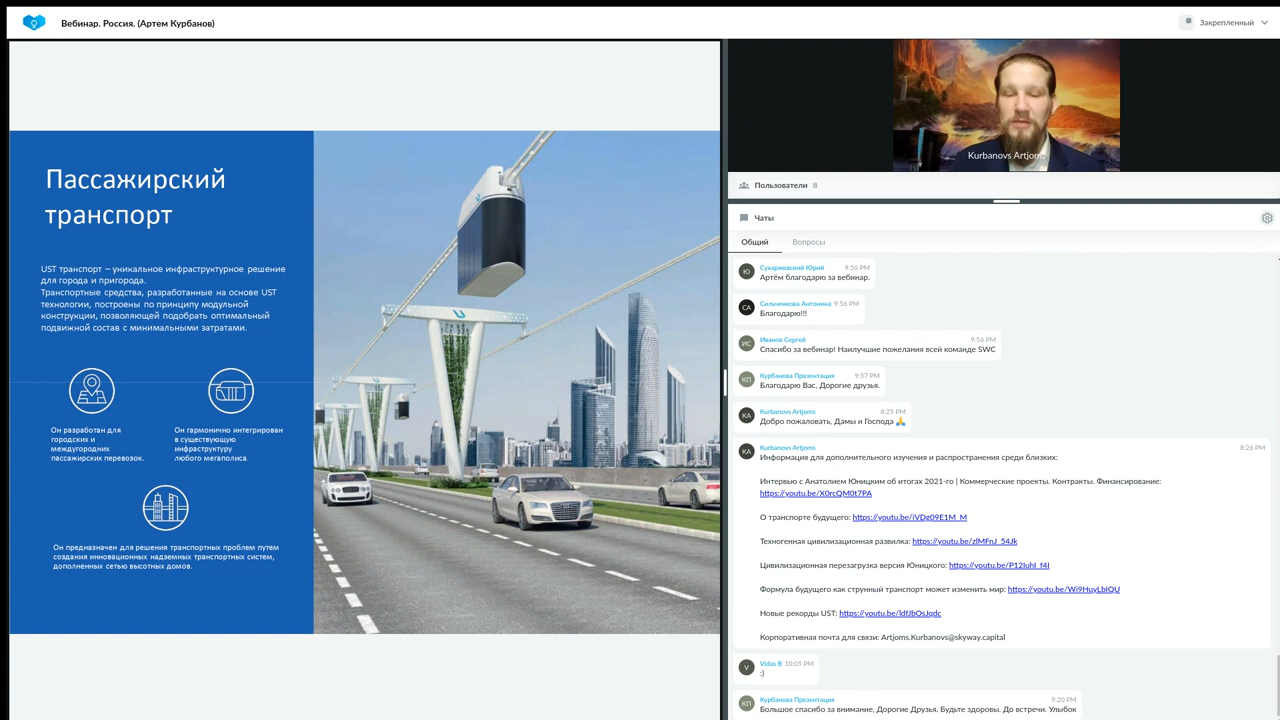 Вебинар. Россия. (Артем Курбанов)
Закрепленный
Пассажирский
транспорт
UST транспорт – уникальное инфраструктурное решение
для города и пригорода.
Транспортные средства, разработанные на основе UST
технологии, построены по принципу модульной
конструкции, позволяющей подобрать оптимальный
подвижной состав с минимальными затратами.
Он разработан для
городских и
междугородних
пассажирских перевозок.
Он гармонично интегрирован
в существующую
инфраструктуру
любого мегаполиса.
Он предназначен для решения транспортных проблем путем
создания инновационных надземных транспортных систем,
дополненных сетью высотных домов.
Kurbanovs Artjoms
Пользователи 8
Чаты
Общий Вопросы
Ю
Сухаржевский Юрий 9:56 PM
Артём благодарю за вебинар.
СА
Сильченкова Антонина 9:56 PM
Благодарю!!!
ИС
Иванов Сергей 9:56 PM
Спасибо за вебинар! Наилучшие пожелания всей команде SWC
КП
Курбанова Презентация 9:57 PM
Благодарю Вас, Дорогие друзья.
KA
Kurbanovs Artjoms 8:25 PM
Добро пожаловать, Дамы и Господа 🙏
KA
Kurbanovs Artjoms 8:26 PM
Информация для дополнительного изучения и распространения среди близких:
Интервью с Анатолием Юницким об итогах 2021-го | Коммерческие проекты. Контракты. Финансирование:
https://youtu.be/X0rcQM0t7PA
О транспорте будущего: https://youtu.be/iVDg09E1M_M
Техногенная цивилизационная развилка: https://youtu.be/zlMFnJ_54Jk
Цивилизационная перезагрузка версия Юницкого: https://youtu.be/P12IuhI_f4I
Формула будущего как струнный транспорт может изменить мир: https://youtu.be/Wi9HuyLbIQU
Новые рекорды UST: https://youtu.be/ldfJbOsJqdc
Корпоративная почта для связи: Artjoms.Kurbanovs@skyway.capital
V
Vidas B 10:05 PM
:)
КП
Курбанова Презентация 9:20 PM
Большое спасибо за внимание, Дорогие Друзья. Будьте здоровы. До встречи. Улыбок